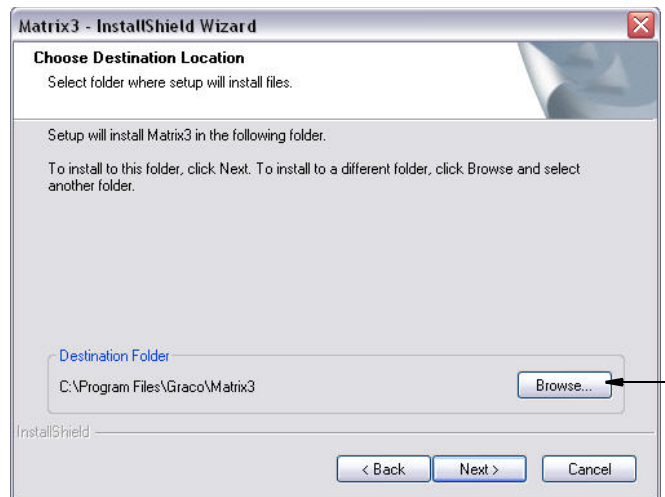 Matrix3 - InstallShield Wizard
Choose Destination Location
Select folder where setup will install files.
Setup will install Matrix3 in the following folder.
To install to this folder, click Next. To install to a different folder, click Browse and select
another folder.
Destination Folder
C:\Program Files\Graco\Matrix3
Browse...
InstallShield
< Back
Next >
Cancel